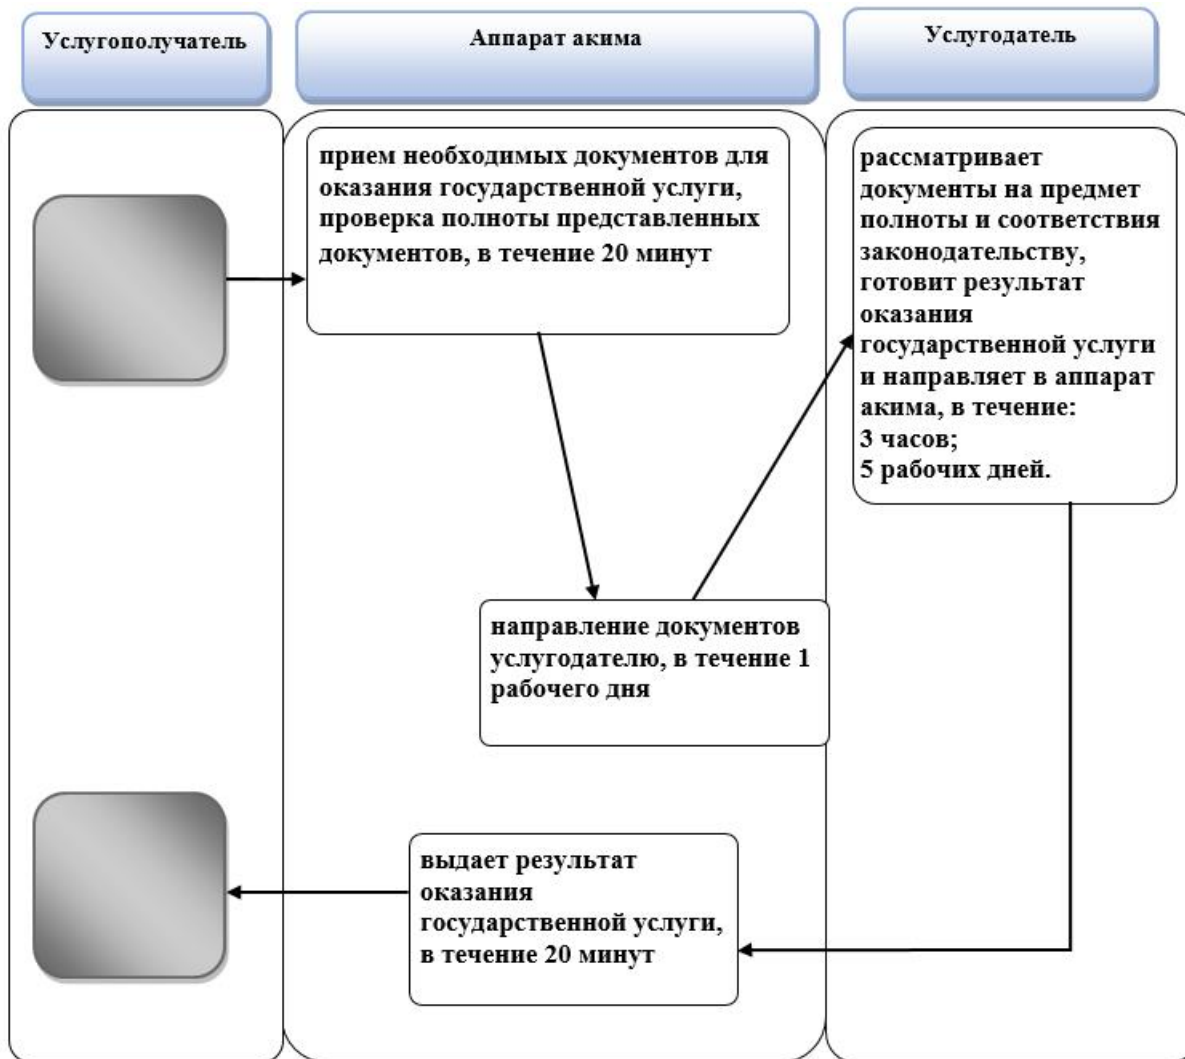 Услугополучатель
Аппарат акима
Услугодатель
прием необходимых документов для
оказания государственной услуги,
проверка полноты представленных
документов, в течение 20 минут
рассматривает
документы на предмет
полноты и соответствия
законодательству,
готовит результат
оказания
государственной услуги
и направляет в аппарат
акима, в течение:
3 часов;
5 рабочих дней.
направление документов
услугодателю, в течение 1
рабочего дня
выдает результат
оказания
государственной услуги,
в течение 20 минут